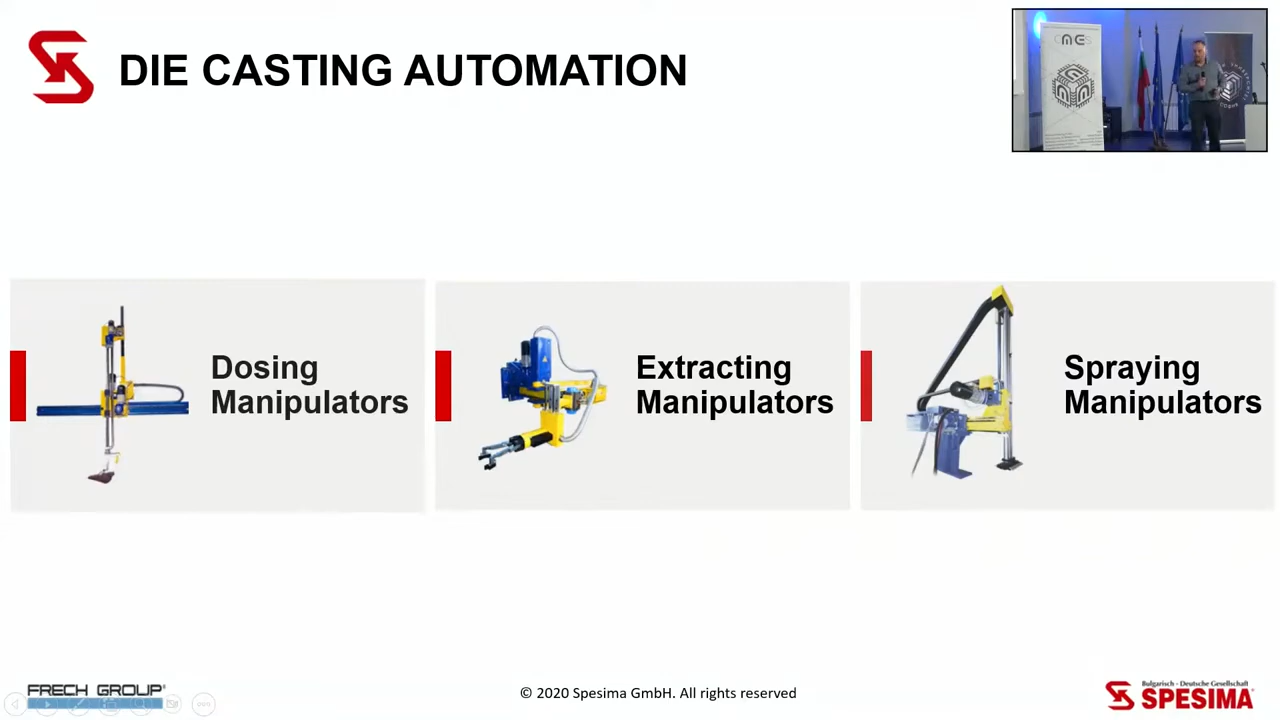 DIE CASTING AUTOMATION
Dosing
Manipulators
Extracting
Manipulators
Spraying
Manipulators
FRECH GROUP
© 2020 Spesima GmbH. All rights reserved
Bulgarisch - Deutsche Gesellschaft
SPESIMA